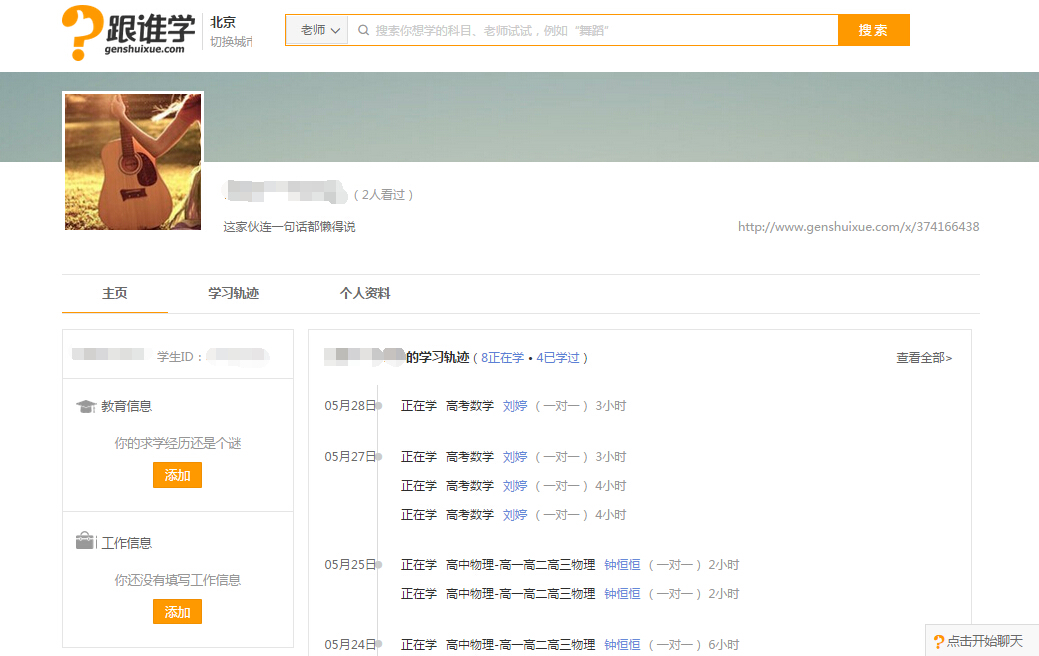 跟谁学
genshuixue.com
北京
切换城市
老师
搜索你想学的科目、老师试试，例如“舞蹈”
搜 索
（2人看过）
这家伙连一句话都懒得说
http://www.genshuixue.com/x/374166438
主页 学习轨迹 个人资料
学生ID：
教育信息
你的求学经历还是个谜
添加
工作信息
你还没有填写工作信息
添加
的学习轨迹（8正在学 • 4已学过） 查看全部>
05月28日 正在学 高考数学 刘婷 （一对一）3小时
05月27日 正在学 高考数学 刘婷 （一对一）3小时
正在学 高考数学 刘婷 （一对一）4小时
正在学 高考数学 刘婷 （一对一）4小时
05月25日 正在学 高中物理-高一高二高三物理 钟恒恒 （一对一）2小时
正在学 高中物理-高一高二高三物理 钟恒恒 （一对一）2小时
05月24日 正在学 高中物理-高一高二高三物理 钟恒恒 （一对一）6小时
点击开始聊天